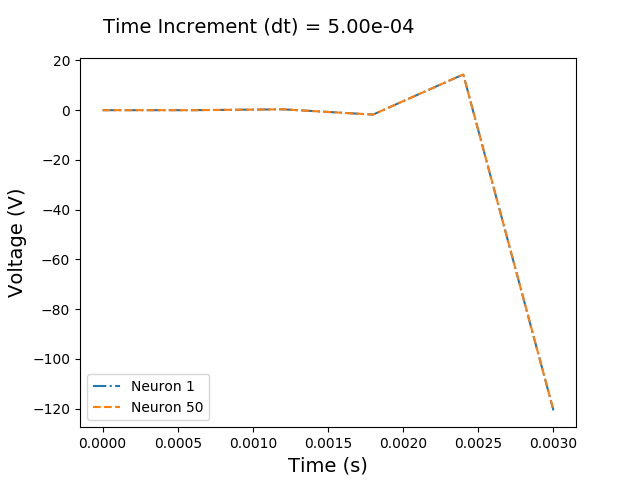 Time Increment (dt) = 5.00e-04
20
0
−20
−40
−60
−80
−100
−120
Voltage (V)
Neuron 1
Neuron 50
0.0000 0.0005 0.0010 0.0015 0.0020 0.0025 0.0030
Time (s)